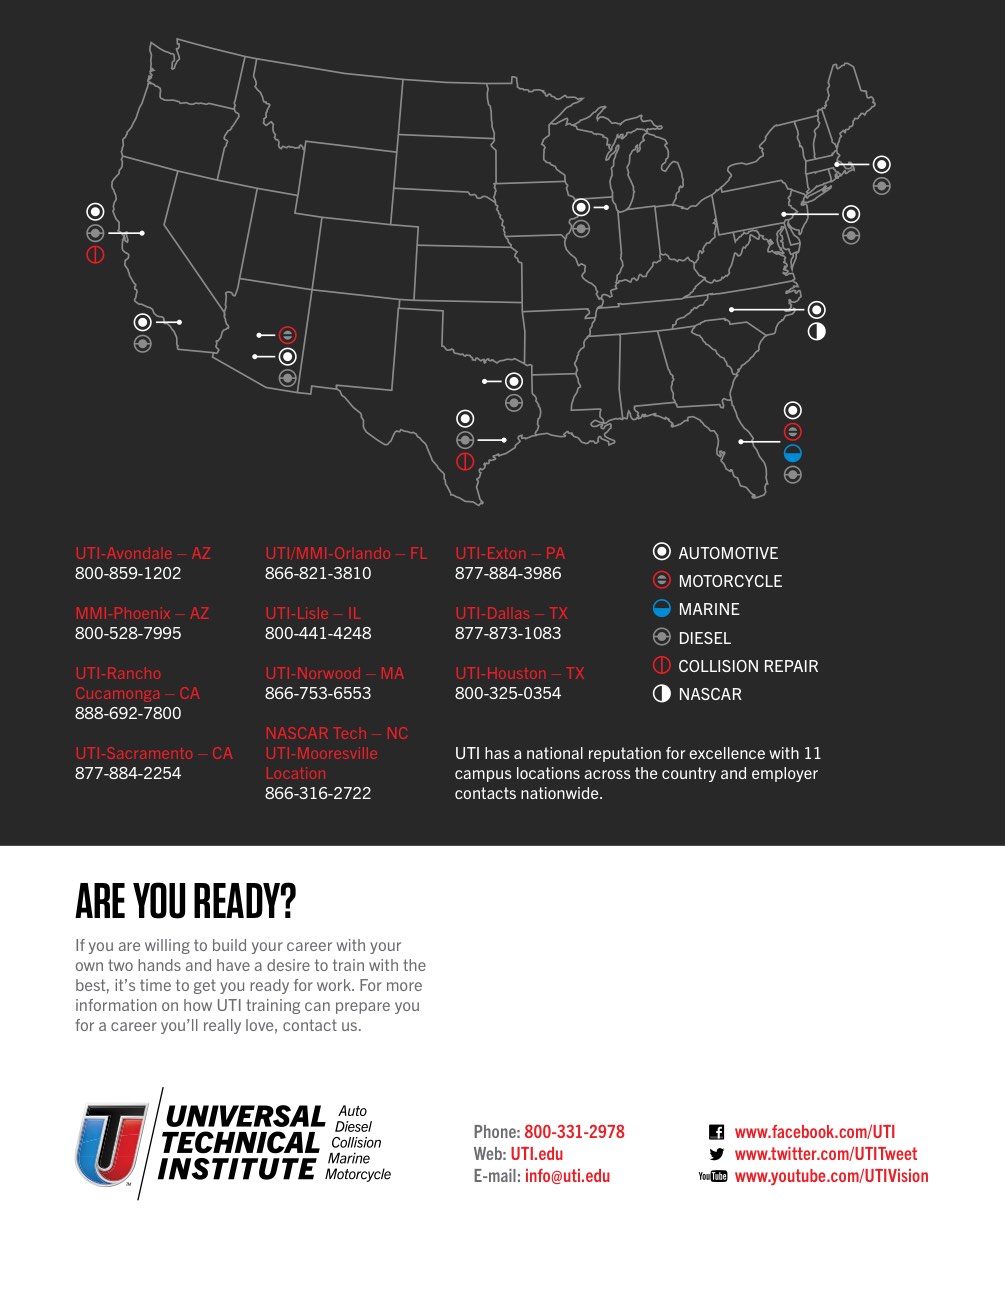 UTI-Avondale – AZ
800-859-1202
MMI-Phoenix – AZ
800-528-7995
UTI-Rancho
Cucamonga – CA
888-692-7800
UTI-Sacramento – CA
877-884-2254
UTI/MMI-Orlando – FL
866-821-3810
UTI-Lisle – IL
800-441-4248
UTI-Norwood – MA
866-753-6553
NASCAR Tech – NC
UTI-Mooresville
Location
866-316-2722
UTI-Exton – PA
877-884-3986
UTI-Dallas – TX
877-873-1083
UTI-Houston – TX
800-325-0354
AUTOMOTIVE
MOTORCYCLE
MARINE
DIESEL
COLLISION REPAIR
NASCAR
UTI has a national reputation for excellence with 11
campus locations across the country and employer
contacts nationwide.
ARE YOU READY?
If you are willing to build your career with your
own two hands and have a desire to train with the
best, it’s time to get you ready for work. For more
information on how UTI training can prepare you
for a career you’ll really love, contact us.
UNIVERSAL
TECHNICAL
INSTITUTE
Auto
Diesel
Collision
Marine
Motorcycle
TM
Phone: 800-331-2978
Web: UTI.edu
E-mail: info@uti.edu
www.facebook.com/UTI
www.twitter.com/UTITweet
YouTube www.youtube.com/UTIVision